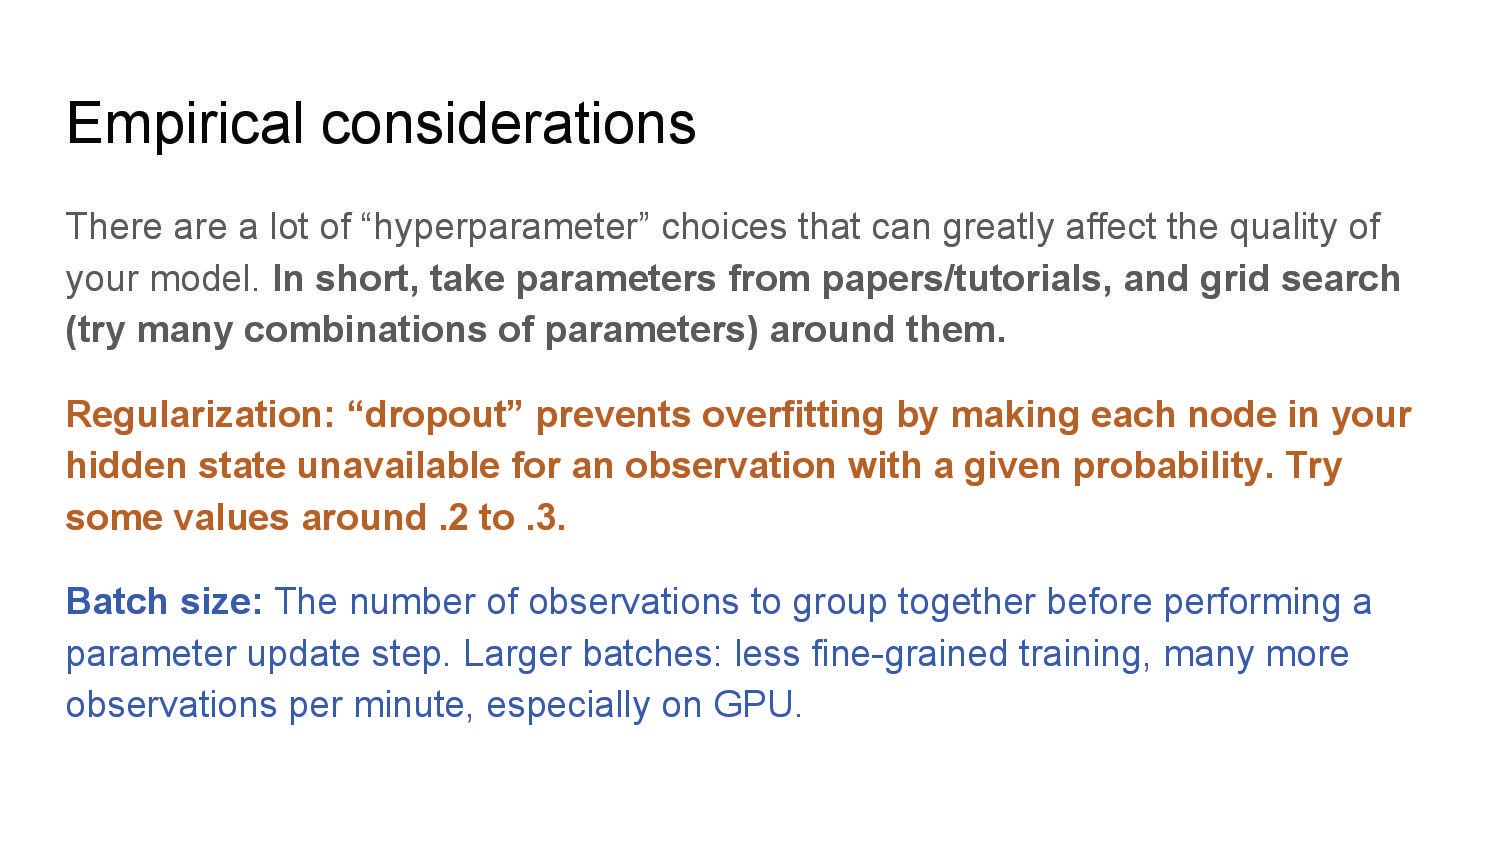 Empirical considerations
There are a lot of “hyperparameter” choices that can greatly affect the quality of
your model. In short, take parameters from papers/tutorials, and grid search
(try many combinations of parameters) around them.
Regularization: “dropout” prevents overfitting by making each node in your
hidden state unavailable for an observation with a given probability. Try
some values around .2 to .3.
Batch size: The number of observations to group together before performing a
parameter update step. Larger batches: less fine-grained training, many more
observations per minute, especially on GPU.